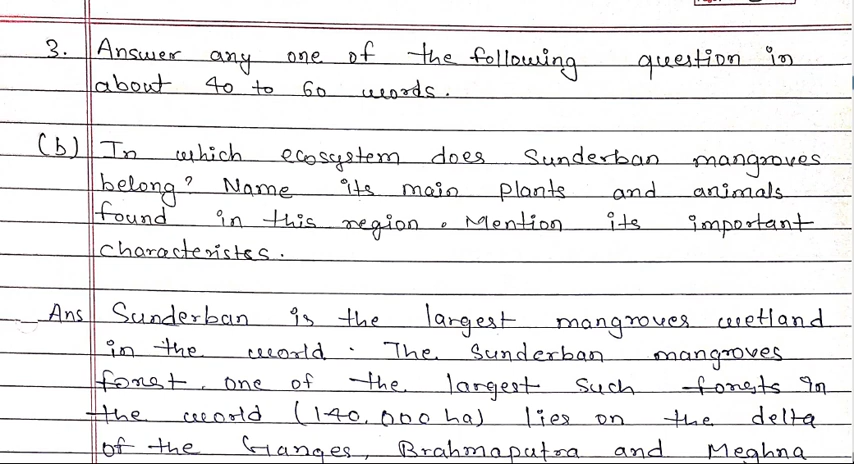 3. Answer any one of the following question in
about 40 to 60 words.
(b) In which ecosystem does Sunderban mangroves
belong? Name its main plants and animals
found in this region. Mention its important
characteristcs.
Ans Sunderban is the largest mangroves wetland
in the world. The Sunderban mangroves
forest, one of the largest such forests in
the world (140,000 ha) lies on the delta
of the Ganges, Brahmaputra and Meghna